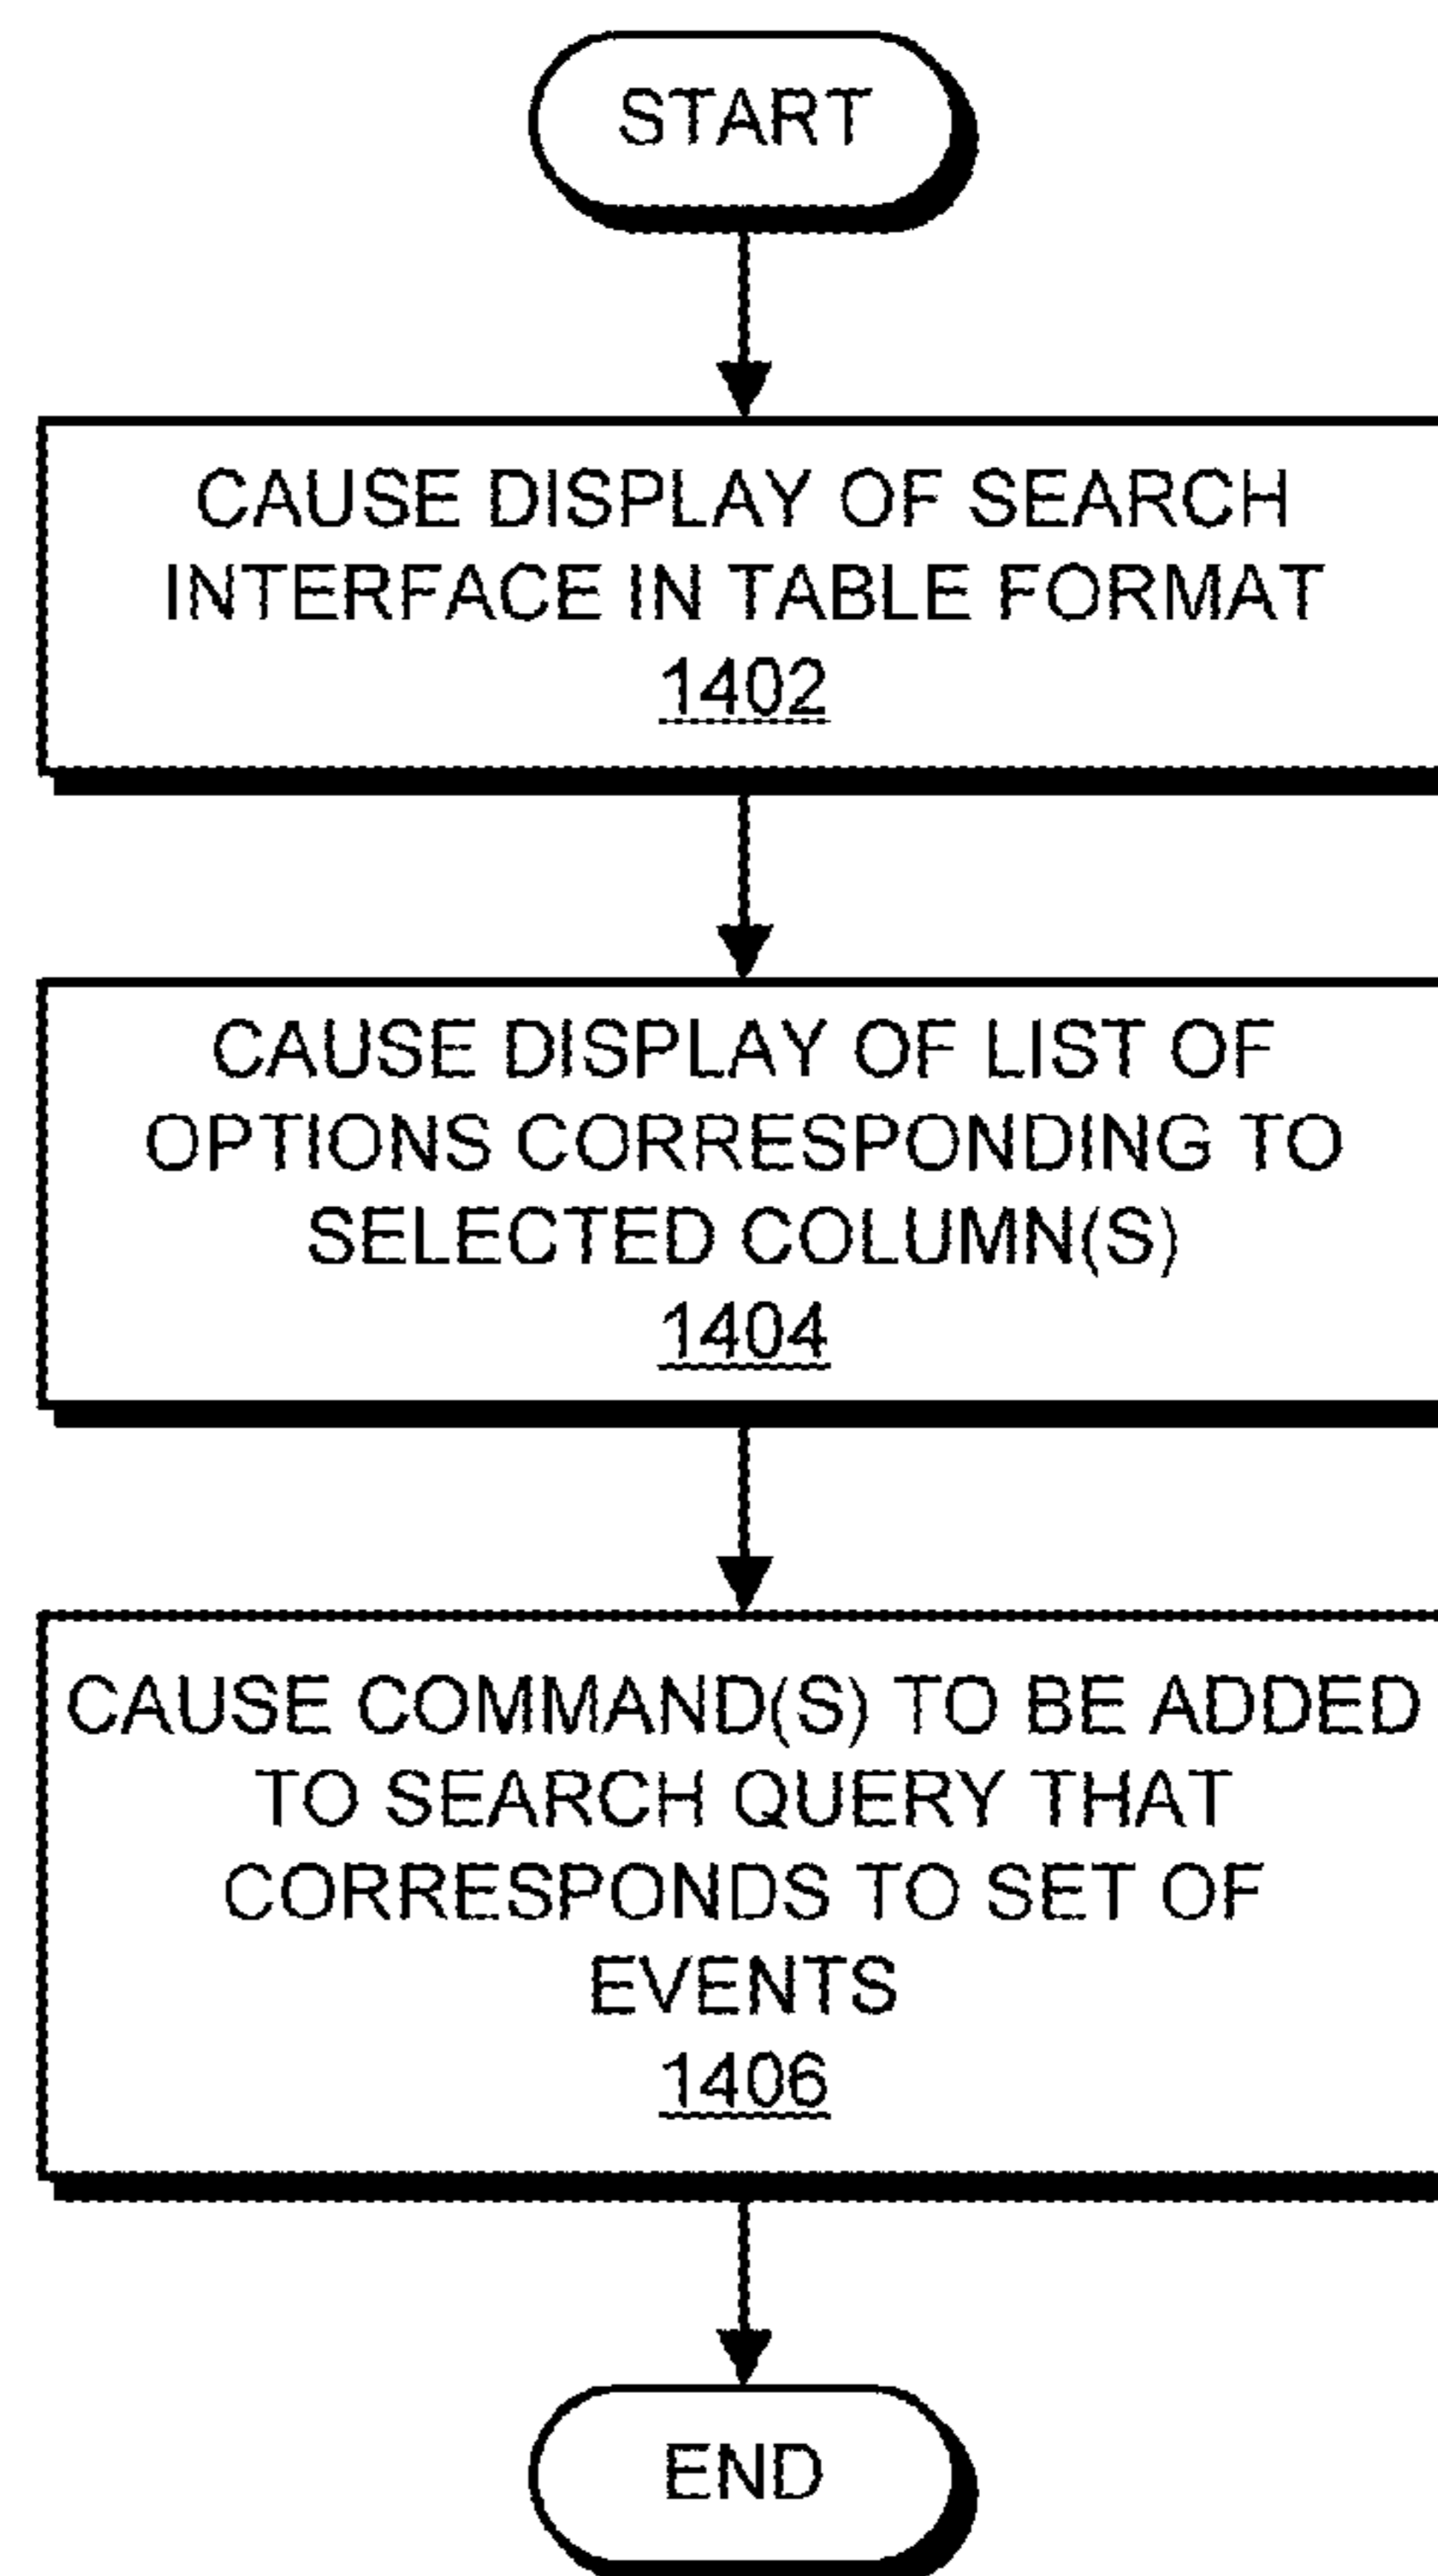 START
CAUSE DISPLAY OF SEARCH
INTERFACE IN TABLE FORMAT
1402
CAUSE DISPLAY OF LIST OF
OPTIONS CORRESPONDING TO
SELECTED COLUMN(S)
1404
CAUSE COMMAND(S) TO BE ADDED
TO SEARCH QUERY THAT
CORRESPONDS TO SET OF
EVENTS
1406
END